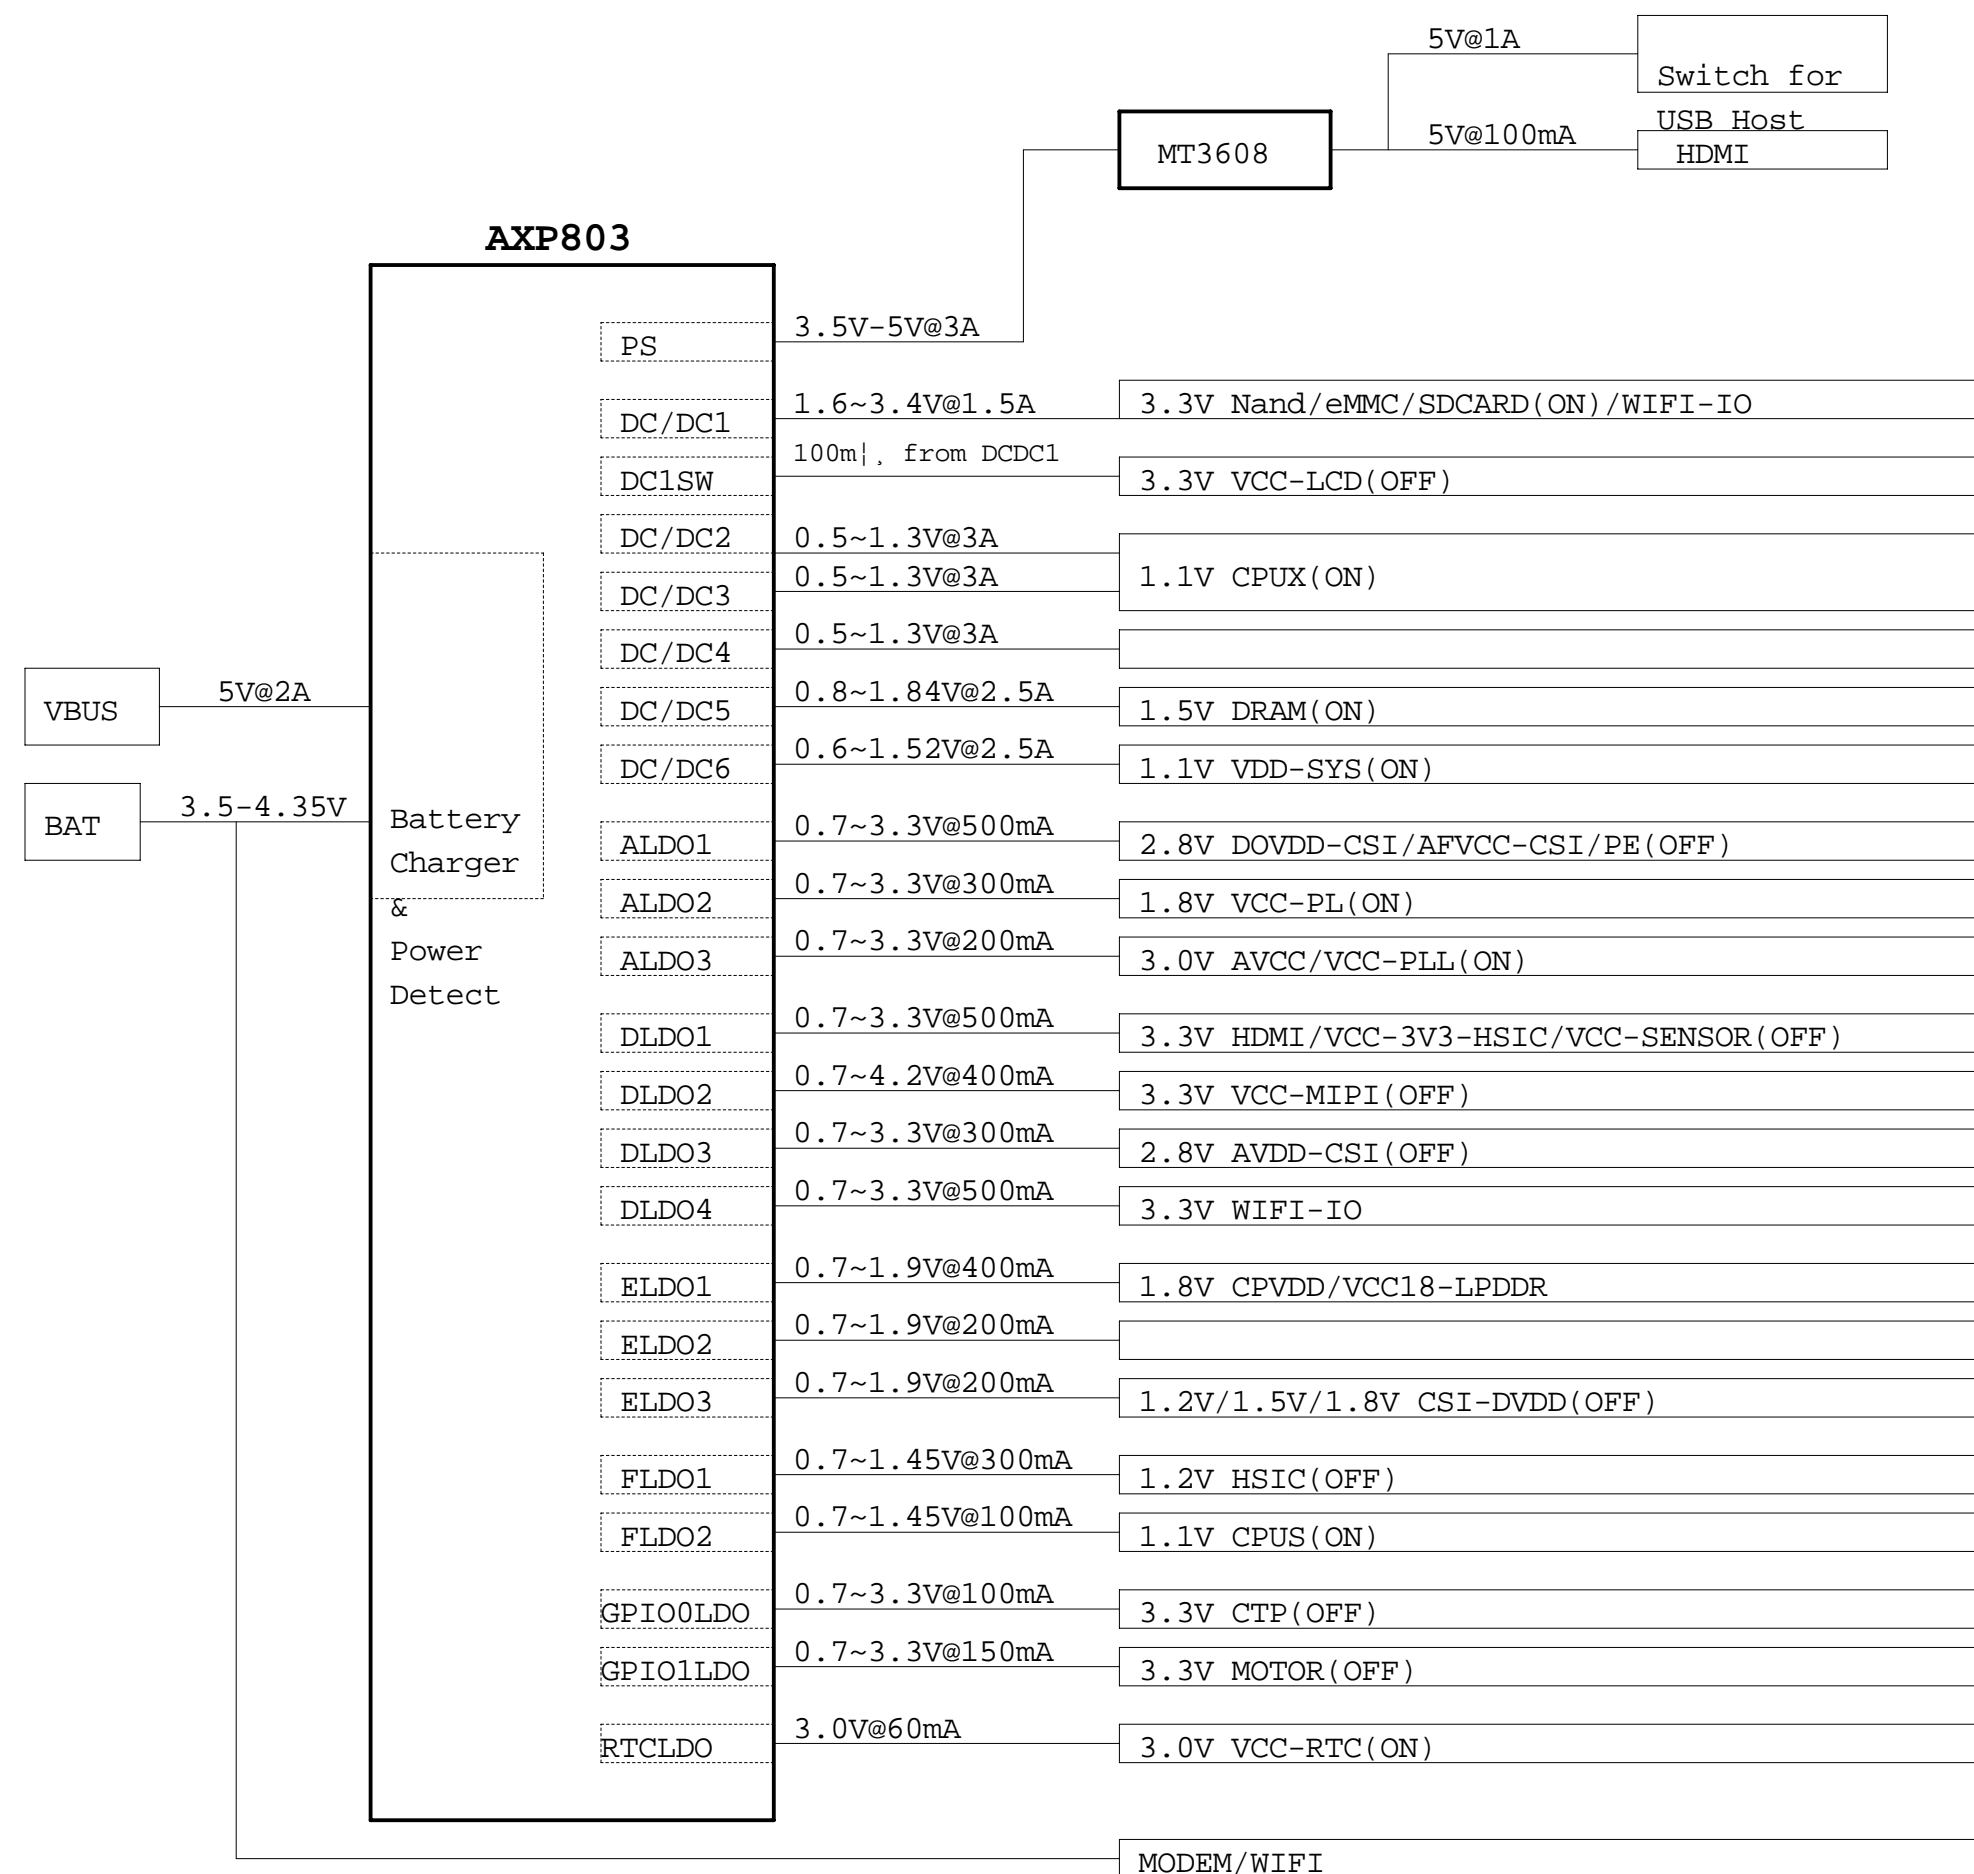 5V@1A
Switch for
USB Host
5V@100mA
HDMI
MT3608
AXP803
PS
3.5V-5V@3A
DC/DC1
1.6~3.4V@1.5A
3.3V Nand/eMMC/SDCARD(ON)/WIFI-IO
DC1SW
100m¦¸ from DCDC1
3.3V VCC-LCD(OFF)
DC/DC2
0.5~1.3V@3A
DC/DC3
0.5~1.3V@3A
1.1V CPUX(ON)
DC/DC4
0.5~1.3V@3A
VBUS
5V@2A
DC/DC5
0.8~1.84V@2.5A
1.5V DRAM(ON)
DC/DC6
0.6~1.52V@2.5A
1.1V VDD-SYS(ON)
BAT
3.5-4.35V
Battery
Charger
&
Power
Detect
ALDO1
0.7~3.3V@500mA
2.8V DOVDD-CSI/AFVCC-CSI/PE(OFF)
ALDO2
0.7~3.3V@300mA
1.8V VCC-PL(ON)
ALDO3
0.7~3.3V@200mA
3.0V AVCC/VCC-PLL(ON)
DLDO1
0.7~3.3V@500mA
3.3V HDMI/VCC-3V3-HSIC/VCC-SENSOR(OFF)
DLDO2
0.7~4.2V@400mA
3.3V VCC-MIPI(OFF)
DLDO3
0.7~3.3V@300mA
2.8V AVDD-CSI(OFF)
DLDO4
0.7~3.3V@500mA
3.3V WIFI-IO
ELDO1
0.7~1.9V@400mA
1.8V CPVDD/VCC18-LPDDR
ELDO2
0.7~1.9V@200mA
ELDO3
0.7~1.9V@200mA
1.2V/1.5V/1.8V CSI-DVDD(OFF)
FLDO1
0.7~1.45V@300mA
1.2V HSIC(OFF)
FLDO2
0.7~1.45V@100mA
1.1V CPUS(ON)
GPIO0LDO
0.7~3.3V@100mA
3.3V CTP(OFF)
GPIO1LDO
0.7~3.3V@150mA
3.3V MOTOR(OFF)
RTCLDO
3.0V@60mA
3.0V VCC-RTC(ON)
MODEM/WIFI